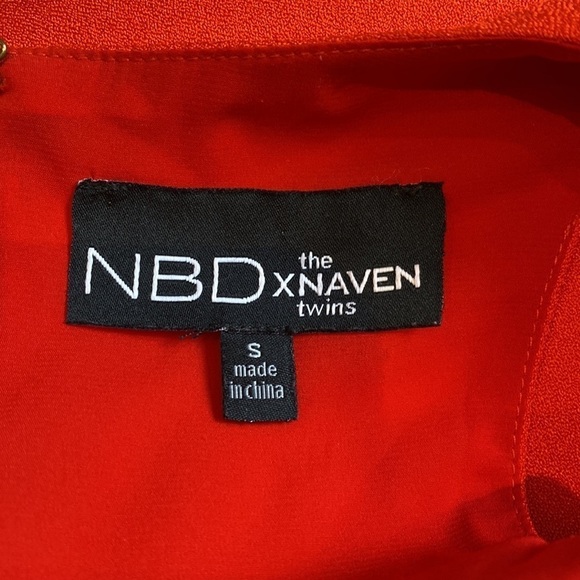 the
NBD XNAVEN
twins
S
made
in china